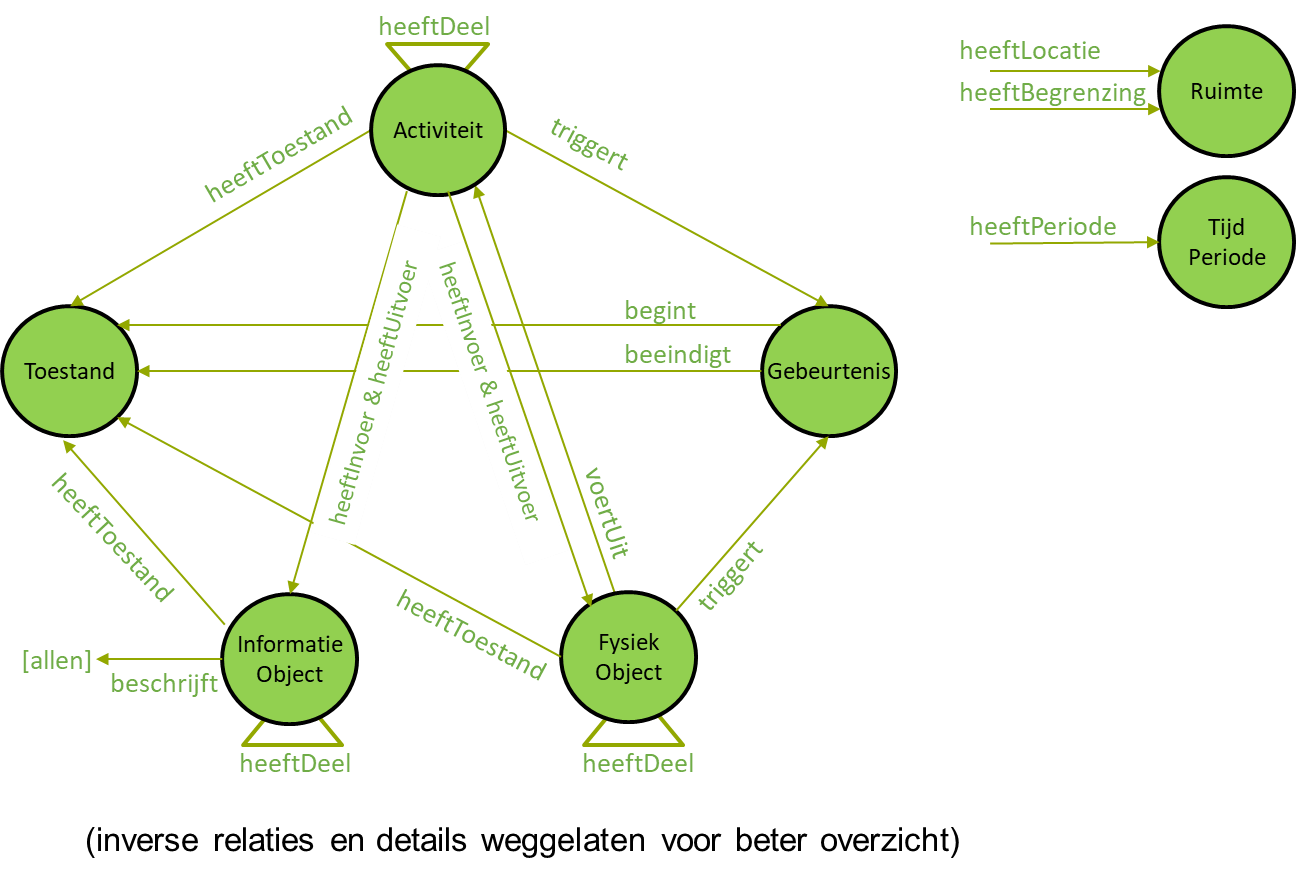 heeftDeel
heeftLocatie
Ruimte
heeftBegrenzing
Activiteit
heeftToestand
triggert
heeftPeriode
Tijd
Periode
heeftInvoer & heeftUitvoer
heeftInvoer & heeftUitvoer
begint
beeindigt
Toestand
Gebeurtenis
heeftToestand
voertUit
triggert
heeftToestand
Informatie
Object
Fysiek
Object
[allen]
beschrijft
heeftDeel
heeftDeel
(inverse relaties en details weggelaten voor beter overzicht)